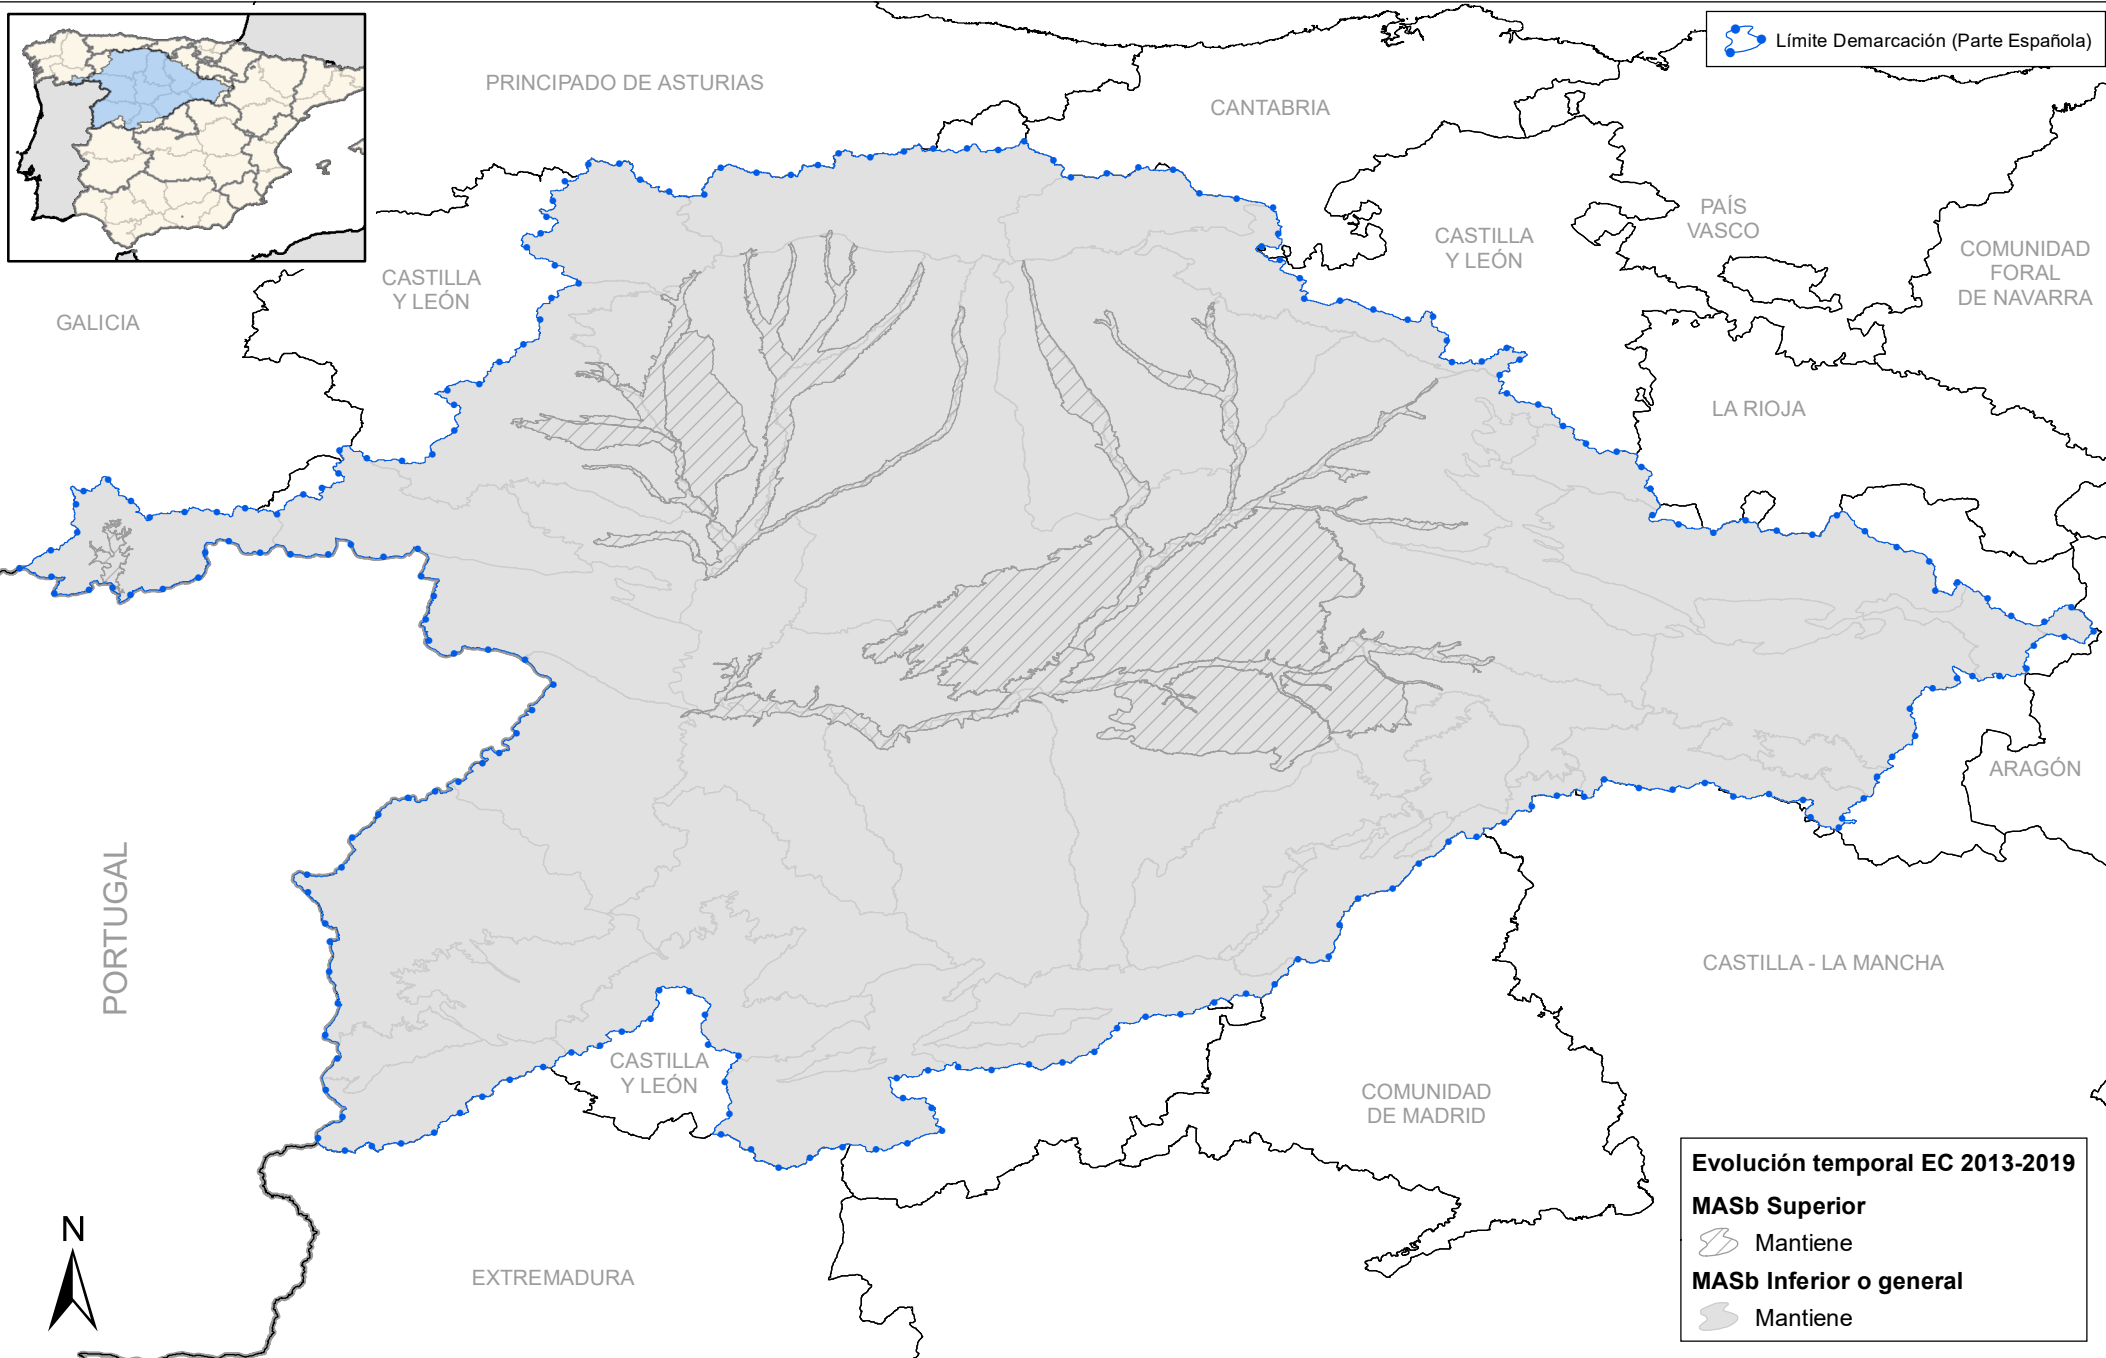 Límite Demarcación (Parte Española)
PRINCIPADO DE ASTURIAS
CANTABRIA
PAÍS
VASCO
CASTILLA
Y LEÓN
COMUNIDAD
FORAL
DE NAVARRA
CASTILLA
Y LEÓN
GALICIA
LA RIOJA
ARAGÓN
PORTUGAL
CASTILLA - LA MANCHA
CASTILLA
Y LEÓN
COMUNIDAD
DE MADRID
EXTREMADURA
N
Evolución temporal EC 2013-2019
MASb Superior
Mantiene
MASb Inferior o general
Mantiene